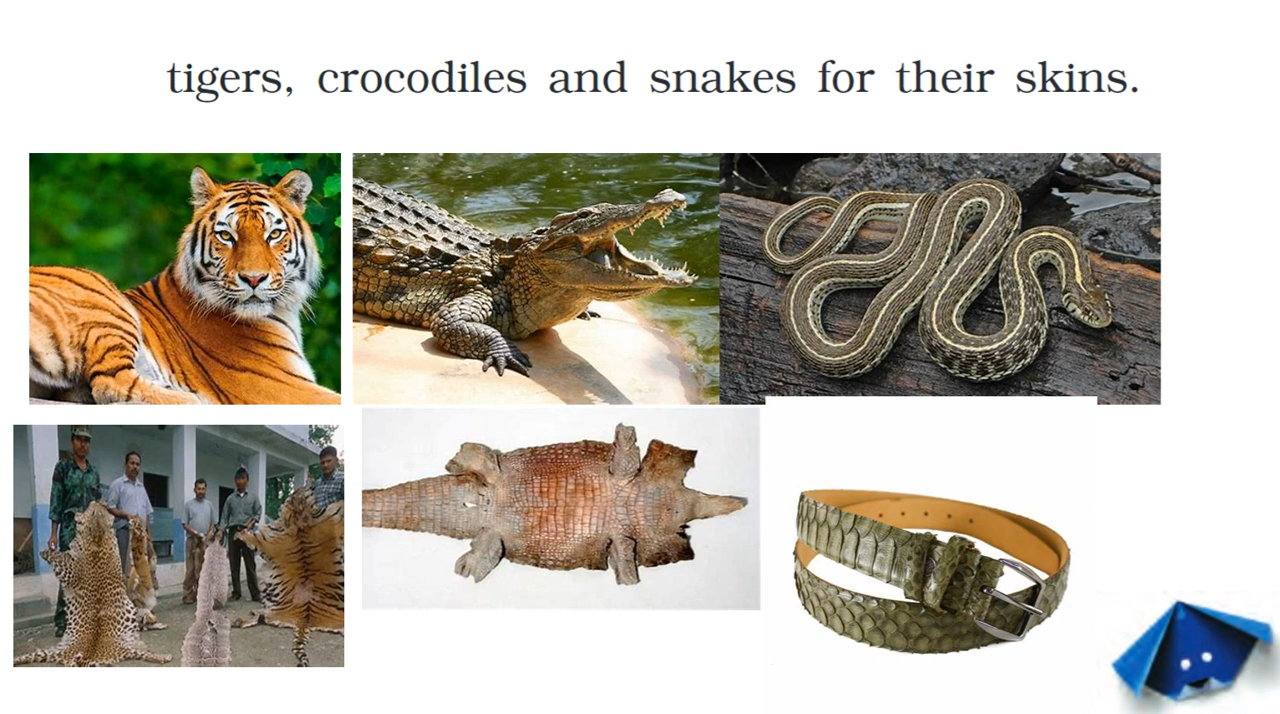 tigers, crocodiles and snakes for their skins.